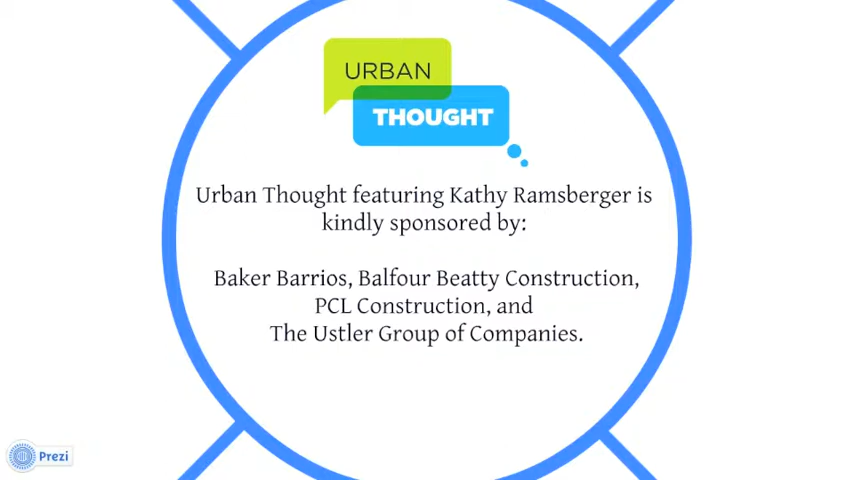 URBAN
THOUGHT
Urban Thought featuring Kathy Ramsberger is
kindly sponsored by:
Baker Barrios, Balfour Beatty Construction,
PCL Construction, and
The Ustler Group of Companies.
Prezi